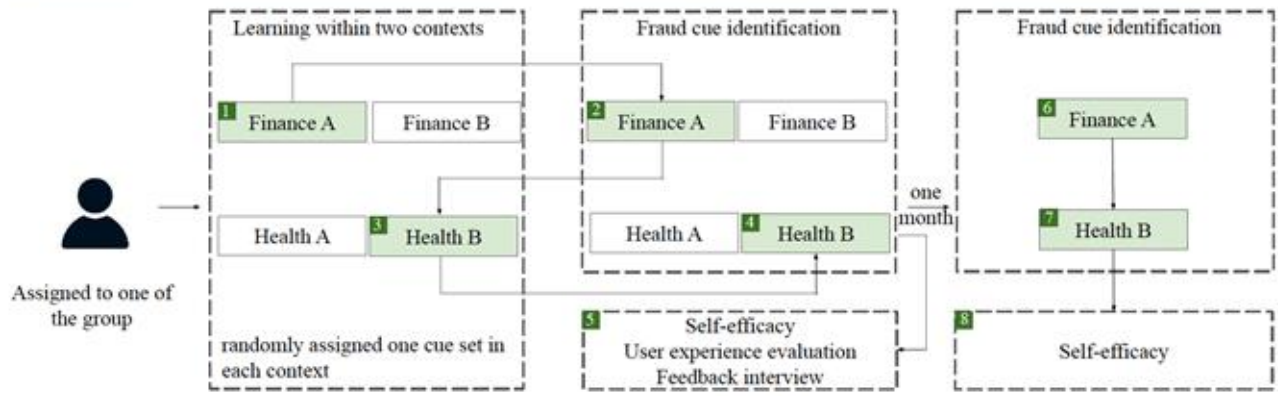 Learning within two contexts
1 Finance A
Finance B
3
Health A
Health B
randomly assigned one cue set in
each context
Assigned to one of
the group
Fraud cue identification
2 Finance A
Finance B
Health A
4 Health B
5
Self-efficacy
User experience evaluation
Feedback interview
one
month
Fraud cue identification
6 Finance A
7 Health B
8
Self-efficacy